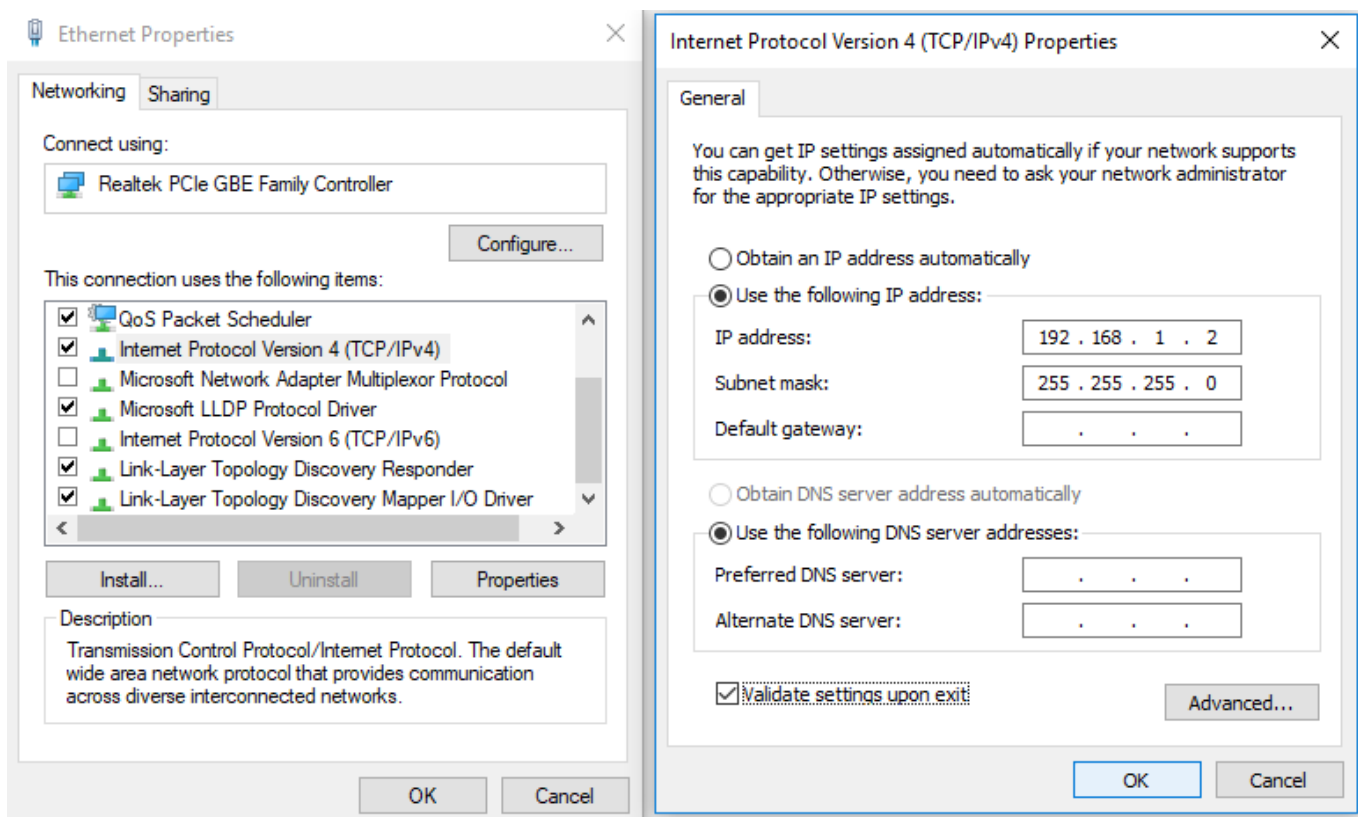 Ethernet Properties
Networking
Sharing
Connect using:
Realtek PCIe GBE Family Controller
Configure...
This connection uses the following items:
QoS Packet Scheduler
Internet Protocol Version 4 (TCP/IPv4)
Microsoft Network Adapter Multiplexor Protocol
Microsoft LLDP Protocol Driver
Internet Protocol Version 6 (TCP/IPv6)
Link-Layer Topology Discovery Responder
Link-Layer Topology Discovery Mapper I/O Driver
Install...
Uninstall
Properties
Description
Transmission Control Protocol/Internet Protocol. The default
wide area network protocol that provides communication
across diverse interconnected networks.
OK
Cancel
Internet Protocol Version 4 (TCP/IPv4) Properties
General
You can get IP settings assigned automatically if your network supports
this capability. Otherwise, you need to ask your network administrator
for the appropriate IP settings.
Obtain an IP address automatically
Use the following IP address:
IP address: 192 . 168 . 1 . 2
Subnet mask: 255 . 255 . 255 . 0
Default gateway: . . .
Obtain DNS server address automatically
Use the following DNS server addresses:
Preferred DNS server: . . .
Alternate DNS server: . . .
Validate settings upon exit
Advanced...
OK
Cancel